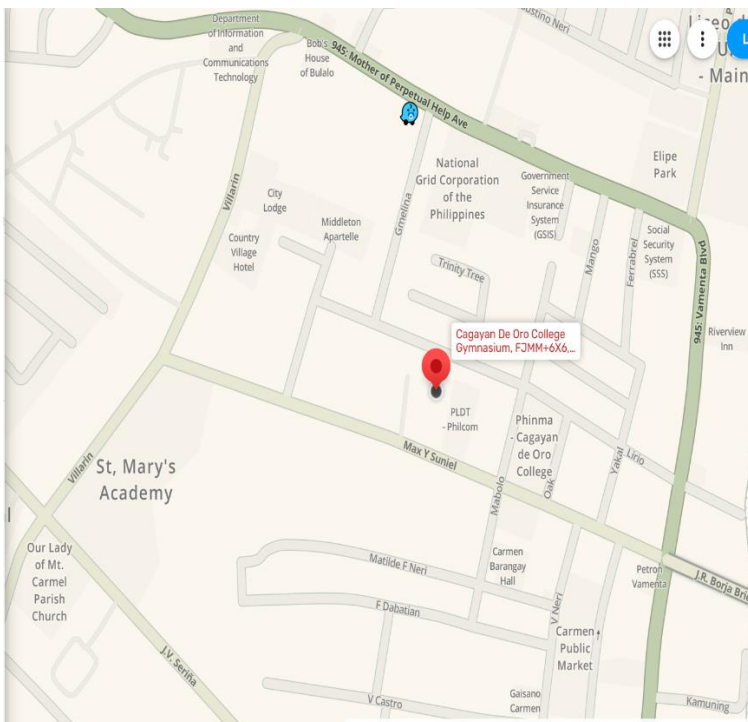 Department
of Information
and
Communications
Technology
Bob's
House
of Bulalo
945: Mother of Perpetual Help Ave
Liceo
- Main
Elipe
Park
National
Grid Corporation
of the
Philippines
Government
Service
Insurance
System
(GSIS)
Social
Security
System
(SSS)
City
Lodge
Villarin
Country
Village
Hotel
Middleton
Apartelle
Gmelina
Trinity Tree
Mango
Ferrabrel
945: Vamenta Blvd
Riverview
Inn
Cagayan De Oro College
Gymnasium, FJMM+6X6,...
PLDT
- Philcom
Phinma
- Cagayan
de Oro
College
Max Y Suniel
Mabolo
Oak
Yakal
Lirio
Villarin
St, Mary's
Academy
Our Lady
of Mt.
Carmel
Parish
Church
J.V. Seriña
Matilde F Neri
F Dabatian
V Castro
Carmen
Barangay
Hall
V Neri
Carmen
Public
Market
Gaisano
Carmen
Petron
Vamenta
J.R. Borja
Kamuning